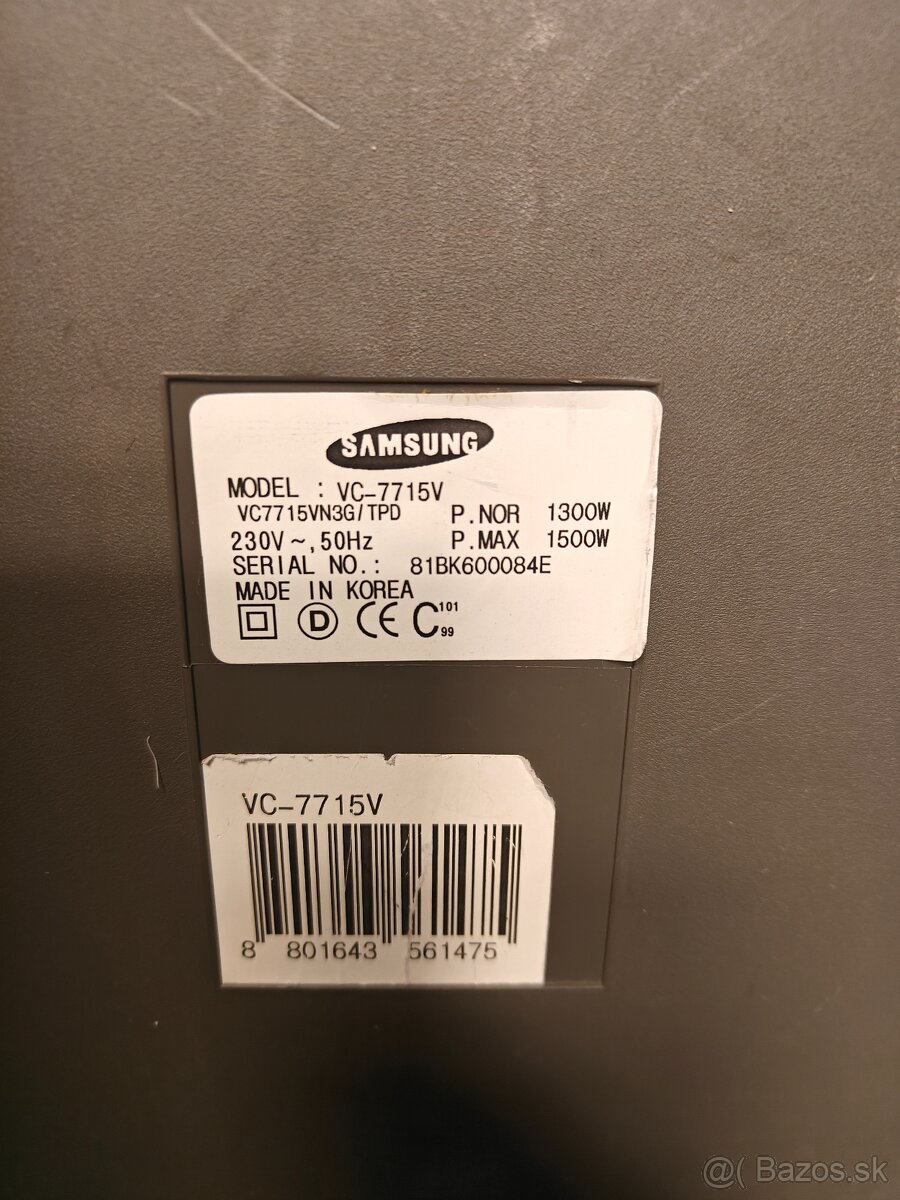 SAMSUNG
MODEL : VC-7715V
VC7715VN3G/TPD P.NOR 1300W
230V ~, 50Hz P.MAX 1500W
SERIAL NO.: 81BK600084E
MADE IN KOREA
D CE C 101 99
VC-7715V
8 801643 561475
@( Bazos.sk